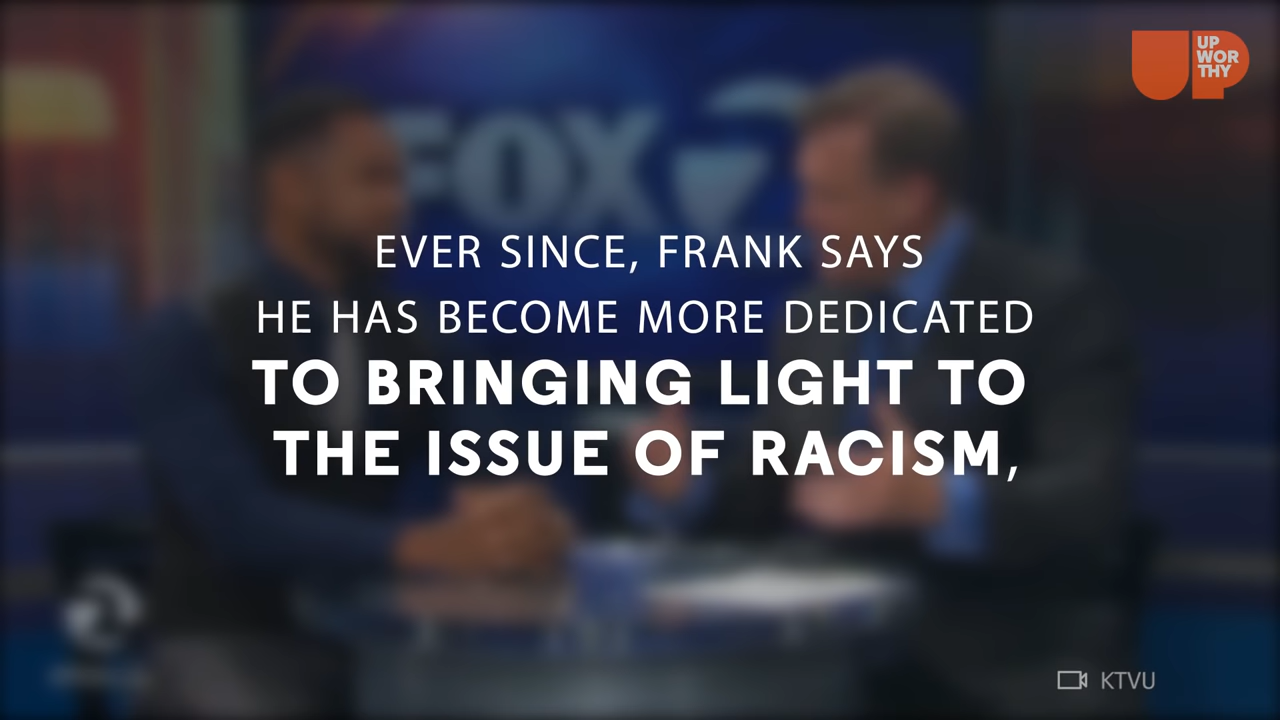 UP
WOR
THY
FOX
EVER SINCE, FRANK SAYS
HE HAS BECOME MORE DEDICATED
TO BRINGING LIGHT TO
THE ISSUE OF RACISM,
KTVU